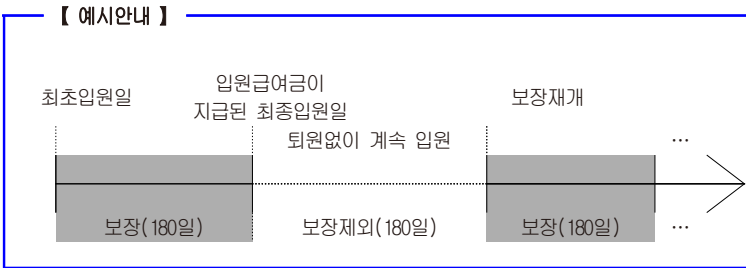 【 예시안내 】
최초입원일
입원급여금이
지급된 최종입원일
보장재개
퇴원없이 계속 입원
…
보장(180일)
보장제외(180일)
보장(180일)
…